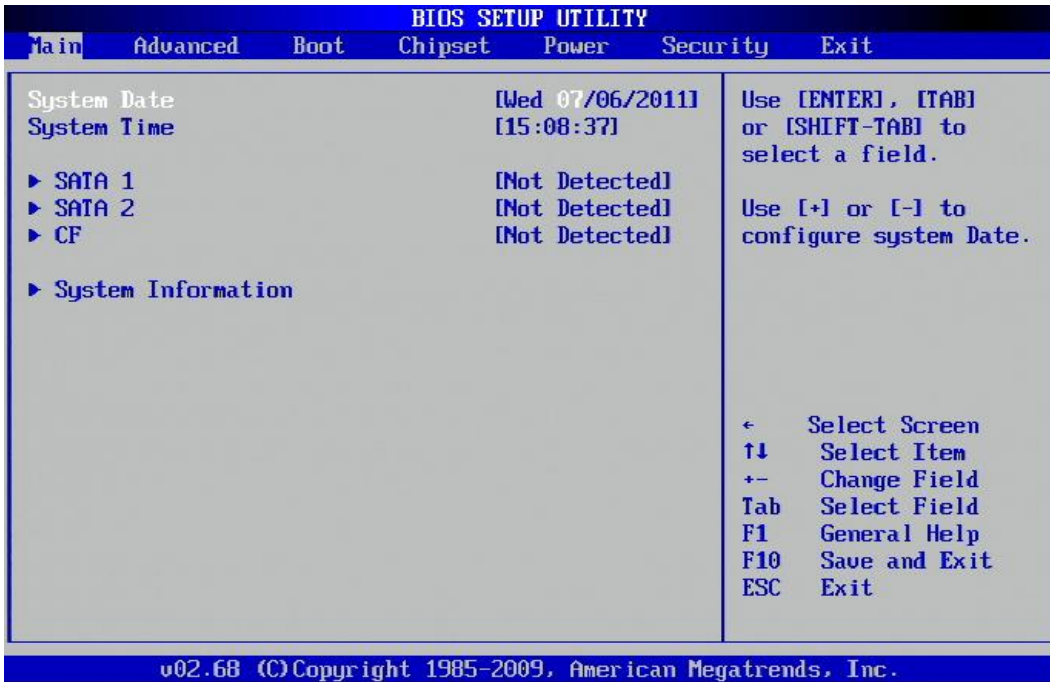 BIOS SETUP UTILITY
Main Advanced Boot Chipset Power Security Exit
System Date [Wed 07/06/2011]
System Time [15:08:37]
► SATA 1 [Not Detected]
► SATA 2 [Not Detected]
► CF [Not Detected]
► System Information
Use [ENTER], [TAB]
or [SHIFT-TAB] to
select a field.
Use [+] or [-] to
configure system Date.
← Select Screen
↑↓ Select Item
+- Change Field
Tab Select Field
F1 General Help
F10 Save and Exit
ESC Exit
v02.68 (C)Copyright 1985-2009, American Megatrends, Inc.